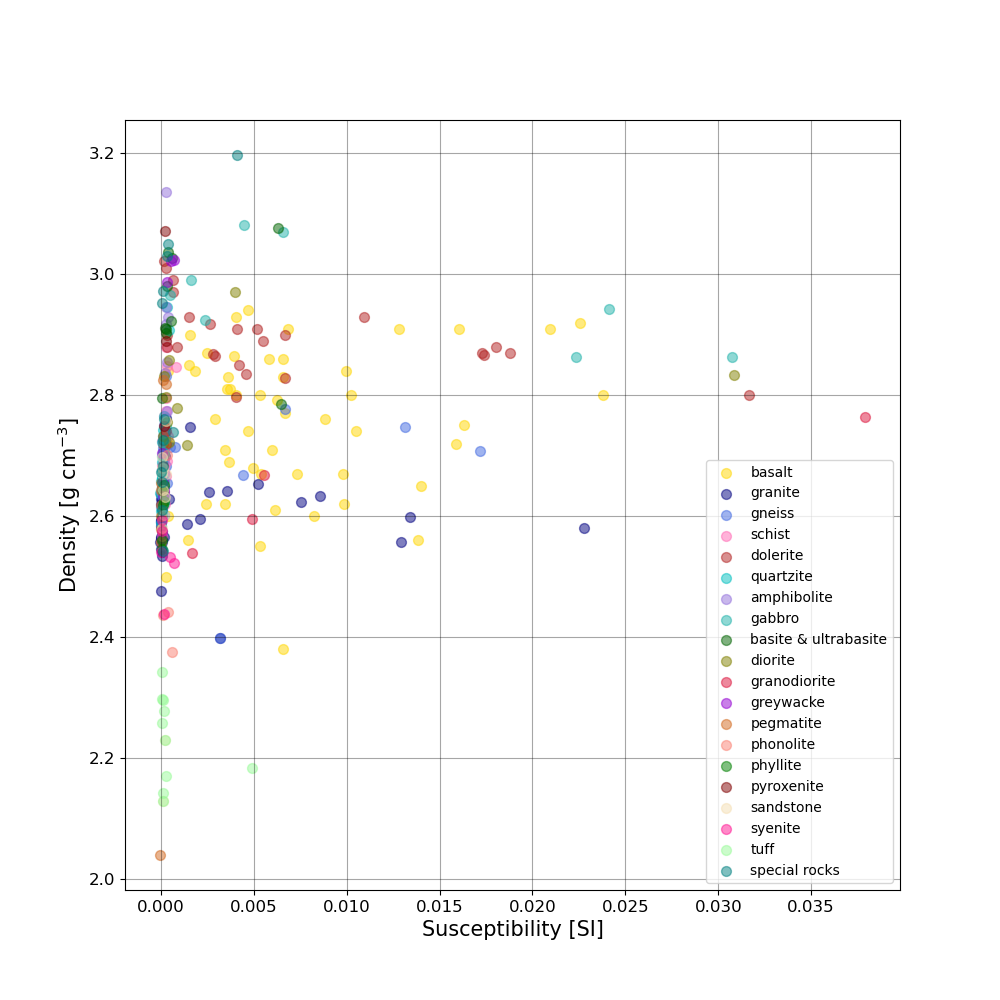 3.2
3.0
2.8
2.6
2.4
2.2
2.0
Density [g cm⁻³]
0.000 0.005 0.010 0.015 0.020 0.025 0.030 0.035
Susceptibility [SI]
basalt
granite
gneiss
schist
dolerite
quartzite
amphibolite
gabbro
basite & ultrabasite
diorite
granodiorite
greywacke
pegmatite
phonolite
phyllite
pyroxenite
sandstone
syenite
tuff
special rocks